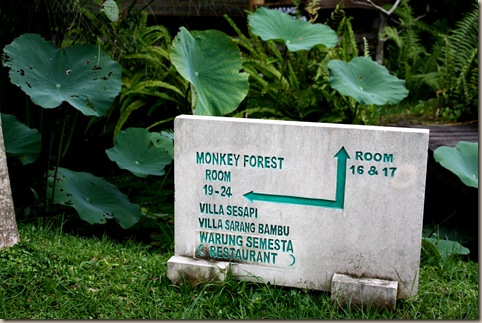 MONKEY FOREST
ROOM
19-24
VILLA SESAPI
VILLA SARANG BAMBU
WARUNG SEMESTA
( RESTAURANT )
ROOM
16 & 17